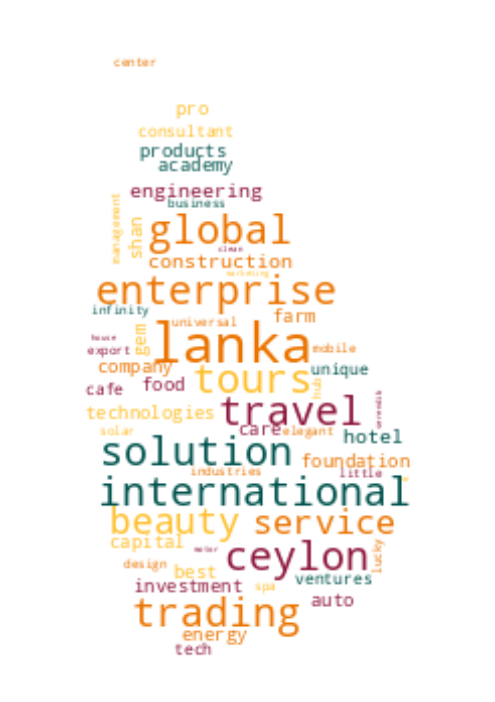 center
pro
consultant
products
academy
engineering
business
management
shan
global
clean
construction
marketing
enterprise
infinity
farm
universal
lanka
gem
house
export
mobile
company
unique
tours
food
cafe
hub
serendib
travel
technologies
solar
care
elegant
hotel
solution
foundation
industries
little
international
beauty
service
capital
motor
ceylon
lucky
design
best
ventures
investment
spa
auto
trading
energy
tech